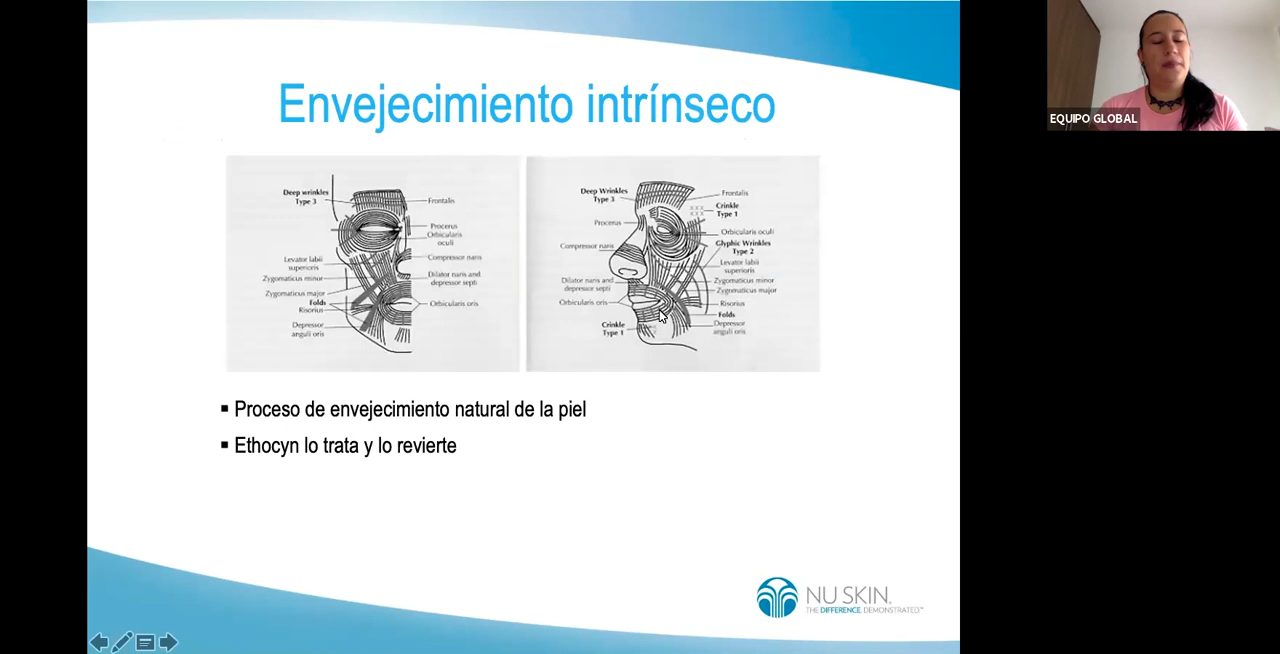 Envejecimiento intrínseco
Deep wrinkles
Type 3
Frontalis
Procerus
Orbicularis
oculi
Levator labii
superioris
Compressor naris
Zygomaticus minor
Dilator naris and
depressor septi
Zygomaticus major
Folds
Risorius
Orbicularis oris
Depressor
anguli oris
Deep Wrinkles
Type 3
Frontalis
Crinkle
Type 1
Procerus
Orbicularis oculi
Compressor naris
Glyphic Wrinkles
Type 2
Levator labii
superioris
Dilator naris and
depressor septi
Zygomaticus minor
Zygomaticus major
Orbicularis oris
Risorius
Folds
Crinkle
Type 1
Depressor
anguli oris
▪ Proceso de envejecimiento natural de la piel
▪ Ethocyn lo trata y lo revierte
NU SKIN.
THE DIFFERENCE. DEMONSTRATED.™
EQUIPO GLOBAL